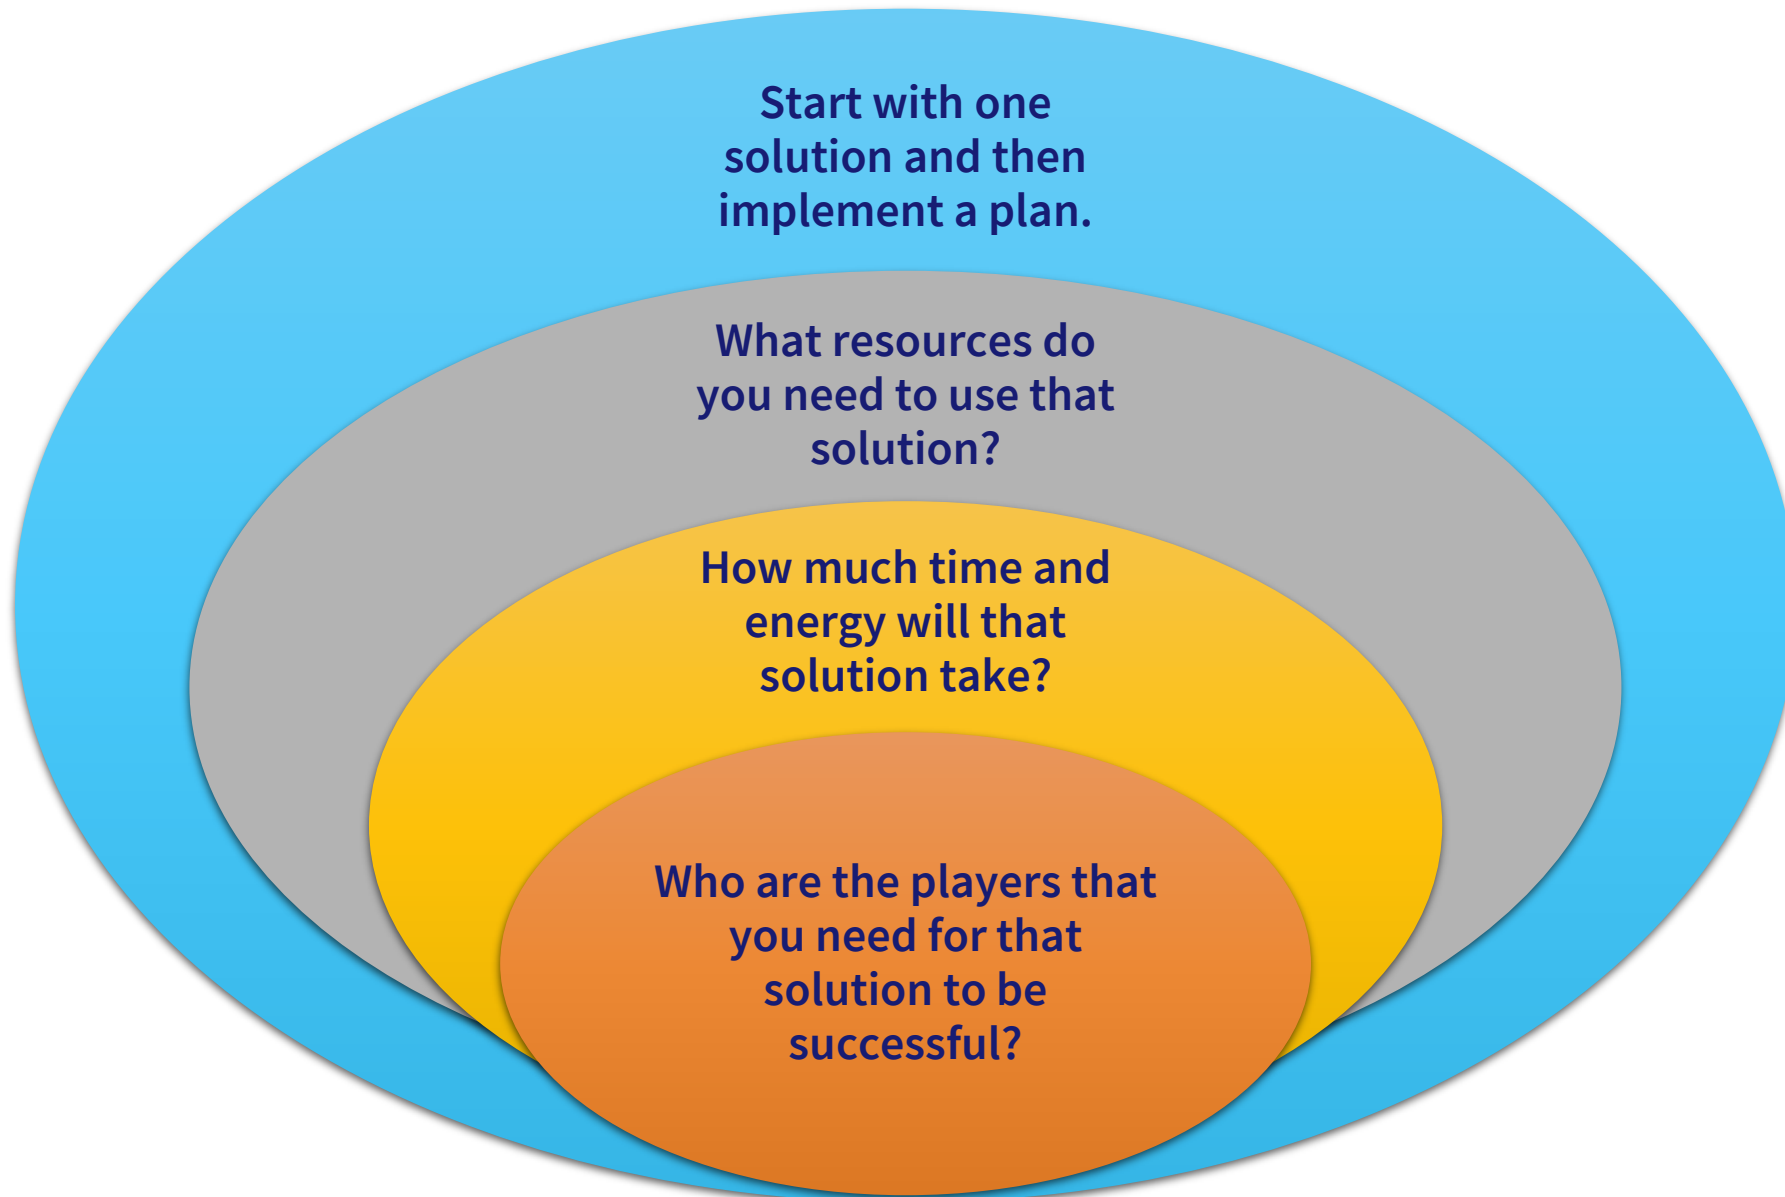 Start with one
solution and then
implement a plan.
What resources do
you need to use that
solution?
How much time and
energy will that
solution take?
Who are the players that
you need for that
solution to be
successful?